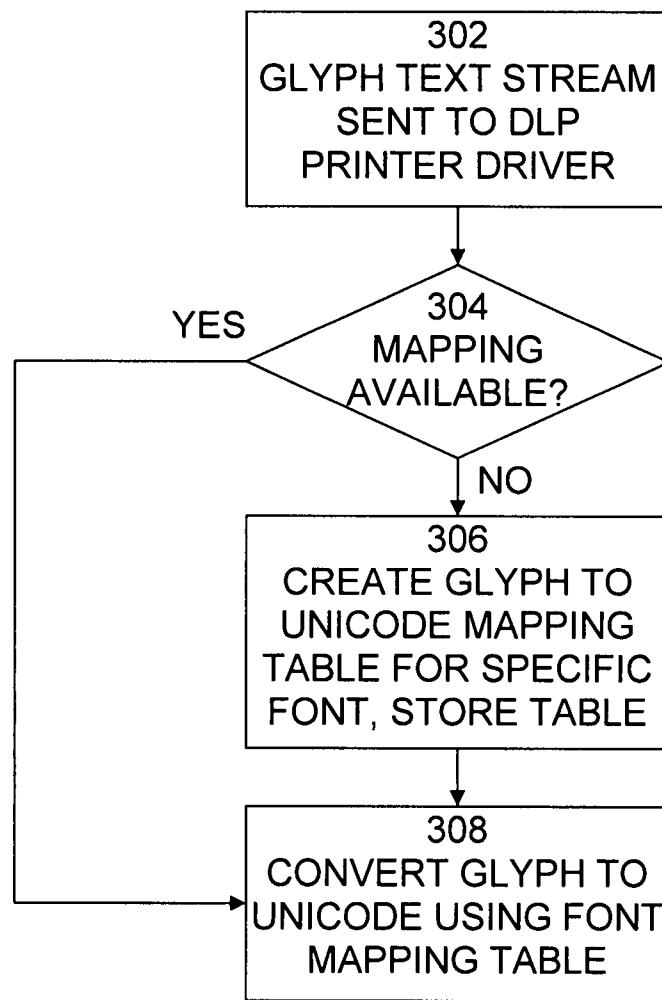 302
GLYPH TEXT STREAM
SENT TO DLP
PRINTER DRIVER
YES
304
MAPPING
AVAILABLE?
NO
306
CREATE GLYPH TO
UNICODE MAPPING
TABLE FOR SPECIFIC
FONT, STORE TABLE
308
CONVERT GLYPH TO
UNICODE USING FONT
MAPPING TABLE